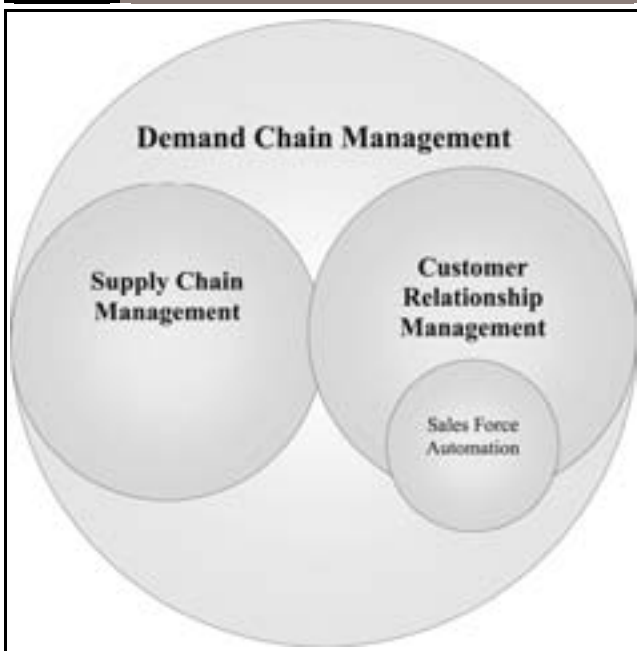 Demand Chain Management
Supply Chain
Management
Customer
Relationship
Management
Sales Force
Automation